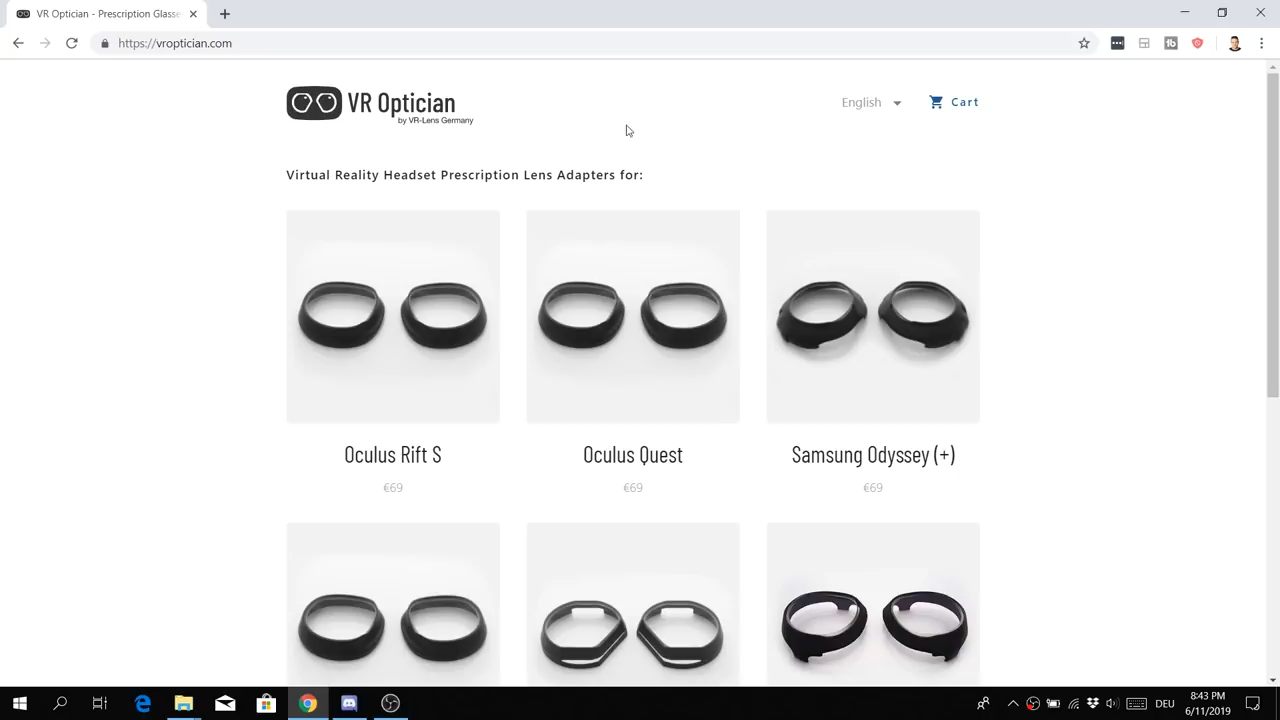 VR Optician - Prescription Glasse
https://vroptician.com
VR Optician
by VR-Lens Germany
English
Cart
Virtual Reality Headset Prescription Lens Adapters for:
Oculus Rift S
Oculus Quest
Samsung Odyssey (+)
€69
€69
€69
DEU
8:43 PM
6/11/2019